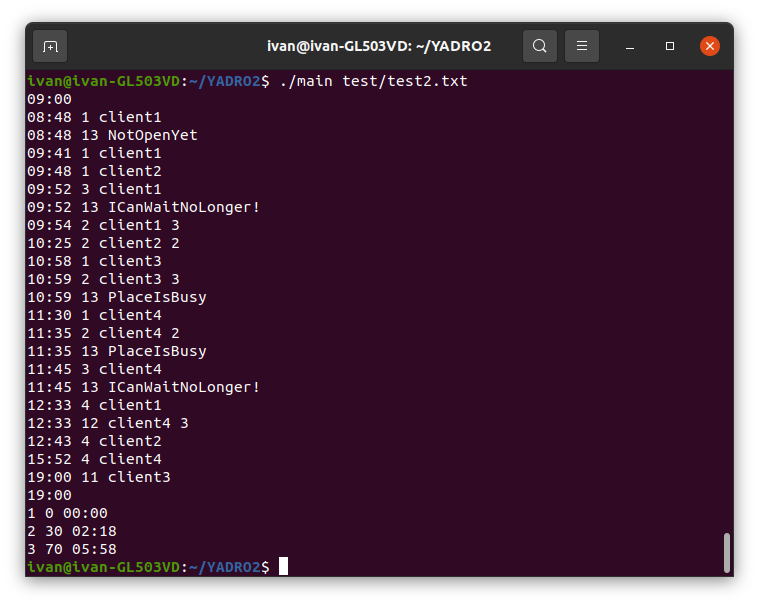 ivan@ivan-GL503VD: ~/YADRO2
ivan@ivan-GL503VD:~/YADRO2$ ./main test/test2.txt
09:00
08:48 1 client1
08:48 13 NotOpenYet
09:41 1 client1
09:48 1 client2
09:52 3 client1
09:52 13 ICanWaitNoLonger!
09:54 2 client1 3
10:25 2 client2 2
10:58 1 client3
10:59 2 client3 3
10:59 13 PlaceIsBusy
11:30 1 client4
11:35 2 client4 2
11:35 13 PlaceIsBusy
11:45 3 client4
11:45 13 ICanWaitNoLonger!
12:33 4 client1
12:33 12 client4 3
12:43 4 client2
15:52 4 client4
19:00 11 client3
19:00
1 0 00:00
2 30 02:18
3 70 05:58
ivan@ivan-GL503VD:~/YADRO2$